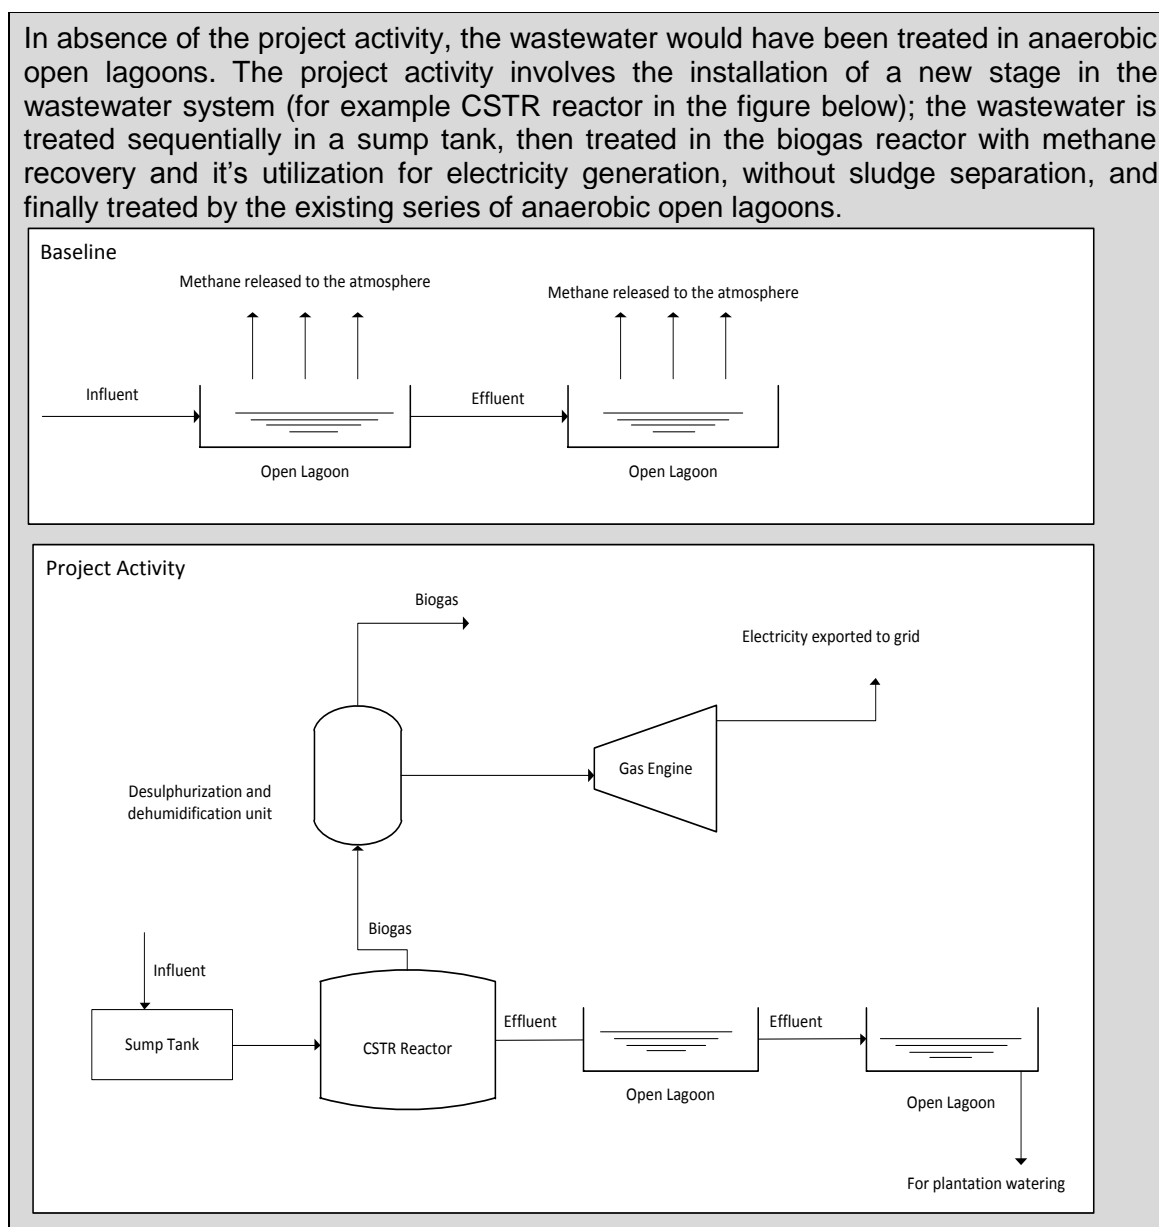 In absence of the project activity, the wastewater would have been treated in anaerobic
open lagoons. The project activity involves the installation of a new stage in the
wastewater system (for example CSTR reactor in the figure below); the wastewater is
treated sequentially in a sump tank, then treated in the biogas reactor with methane
recovery and it's utilization for electricity generation, without sludge separation, and
finally treated by the existing series of anaerobic open lagoons.
Baseline
Methane released to the atmosphere
Methane released to the atmosphere
Influent
Effluent
Open Lagoon
Open Lagoon
Project Activity
Biogas
Electricity exported to grid
Gas Engine
Desulphurization and
dehumidification unit
Biogas
Influent
Sump Tank
CSTR Reactor
Effluent
Effluent
Open Lagoon
Open Lagoon
For plantation watering